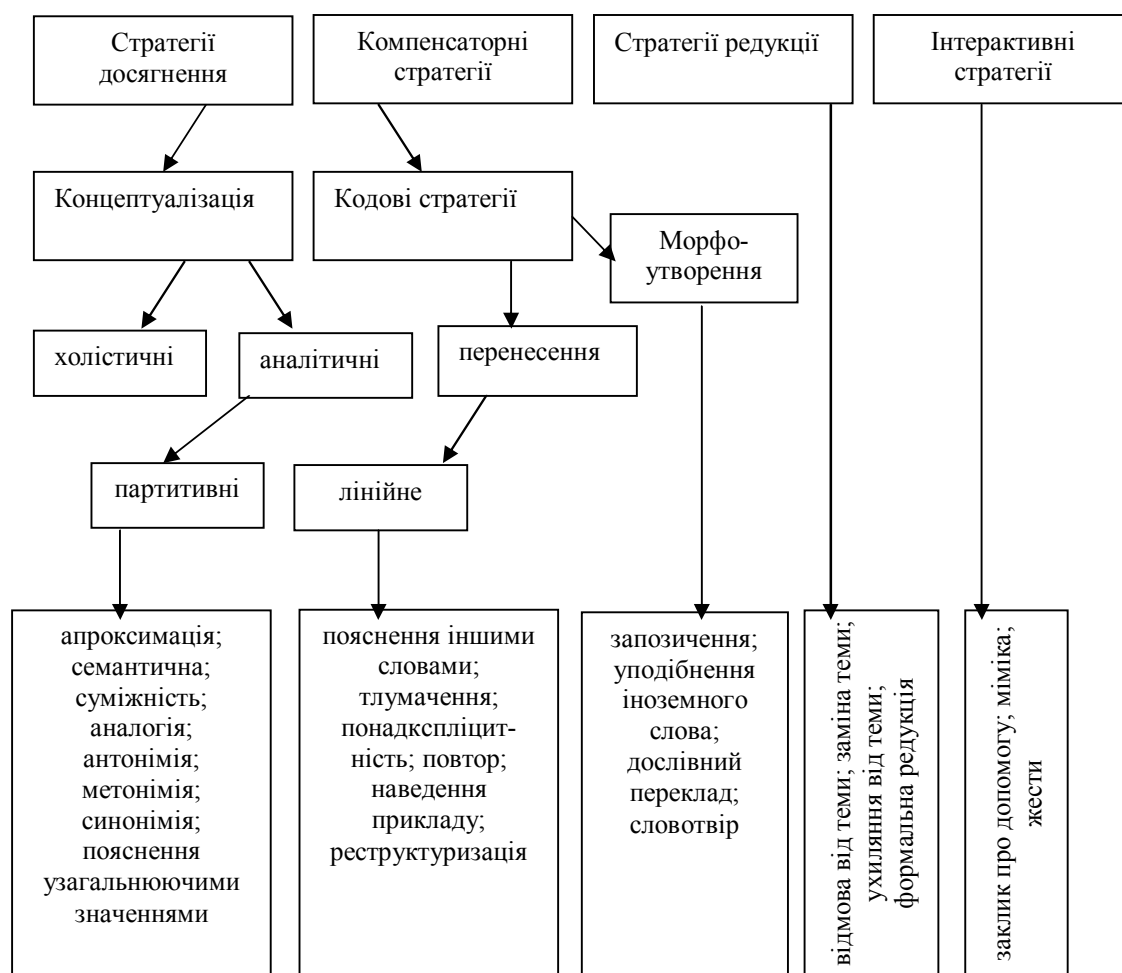 Стратегії
досягнення
Компенсаторні
стратегії
Стратегії редукції
Інтерактивні
стратегії
Концептуалізація
Кодові стратегії
Морфо-
утворення
холістичні
аналітичні
перенесення
партитивні
лінійне
апроксимація;
семантична;
суміжність;
аналогія;
антонімія;
метонімія;
синонімія;
пояснення
узагальнюючими
значеннями
пояснення іншими
словами;
тлумачення;
понадкспліцит-
ність; повтор;
наведення
прикладу;
реструктуризація
запозичення;
уподібнення
іноземного
слова;
дослівний
переклад;
словотвір
відмова від теми; заміна теми;
ухиляння від теми;
формальна редукція
заклик про допомогу; міміка;
жести